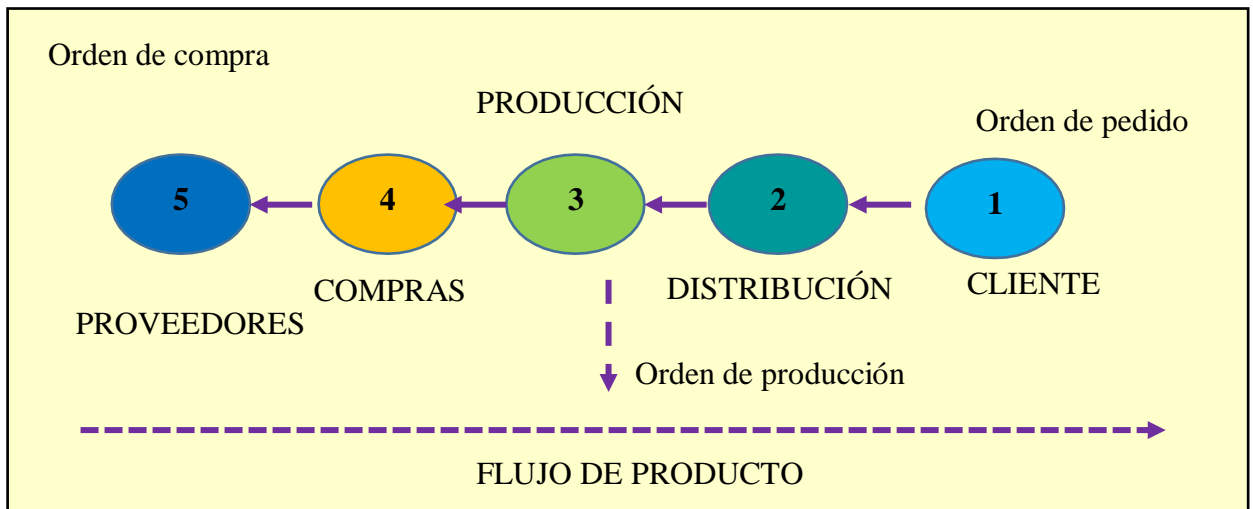 Orden de compra
PRODUCCIÓN
Orden de pedido
5
4
3
2
1
COMPRAS
DISTRIBUCIÓN
CLIENTE
PROVEEDORES
Orden de producción
FLUJO DE PRODUCTO